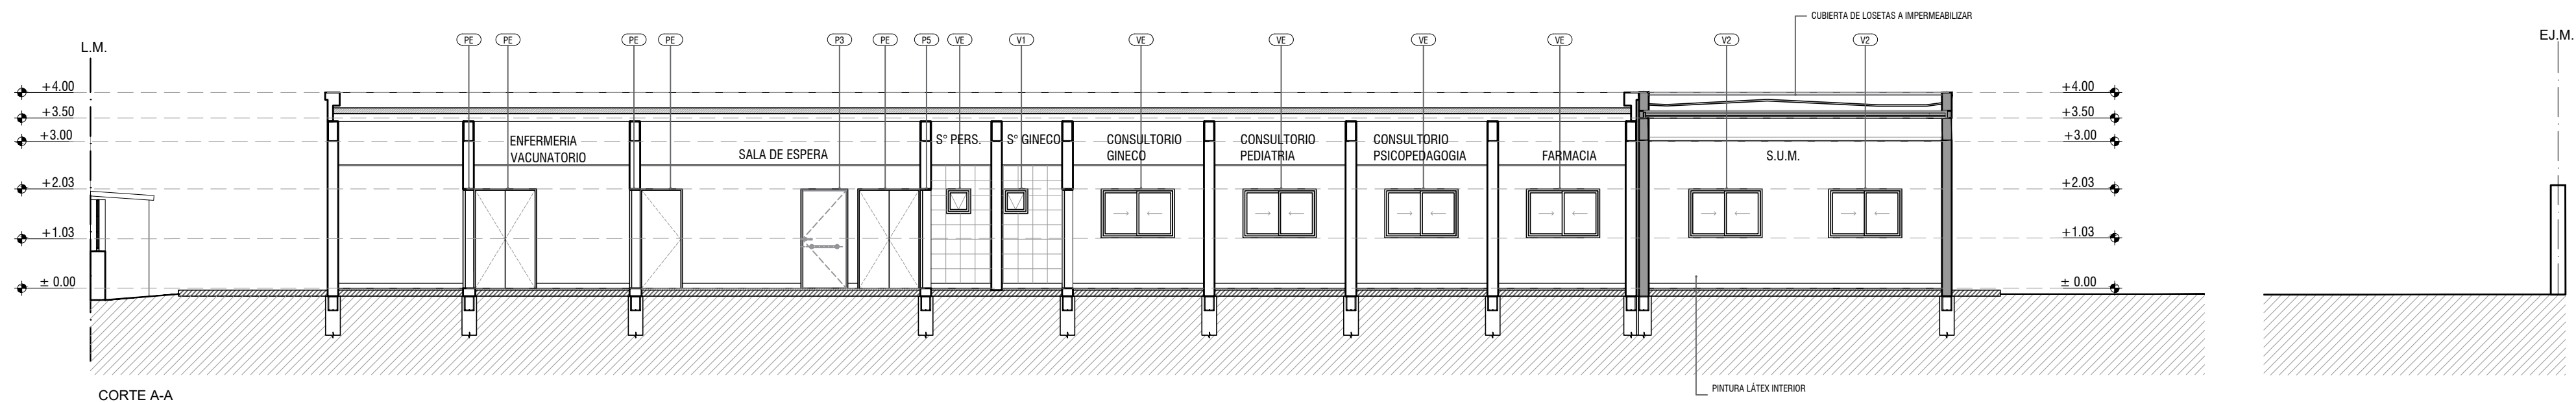 CUBIERTA DE LOSETAS A IMPERMEABILIZAR
L.M.
PE
PE
PE
PE
P3
PE
P5
VE
V1
VE
VE
VE
VE
V2
V2
EJ.M.
+4.00
+4.00
+3.50
+3.50
+3.00
+3.00
ENFERMERIA
VACUNATORIO
SALA DE ESPERA
S° PERS.
S° GINECO
CONSULTORIO
GINECO
CONSULTORIO
PEDIATRIA
CONSULTORIO
PSICOPEDAGOGIA
FARMACIA
S.U.M.
+2.03
+2.03
+1.03
+1.03
± 0.00
± 0.00
PINTURA LÁTEX INTERIOR
CORTE A-A